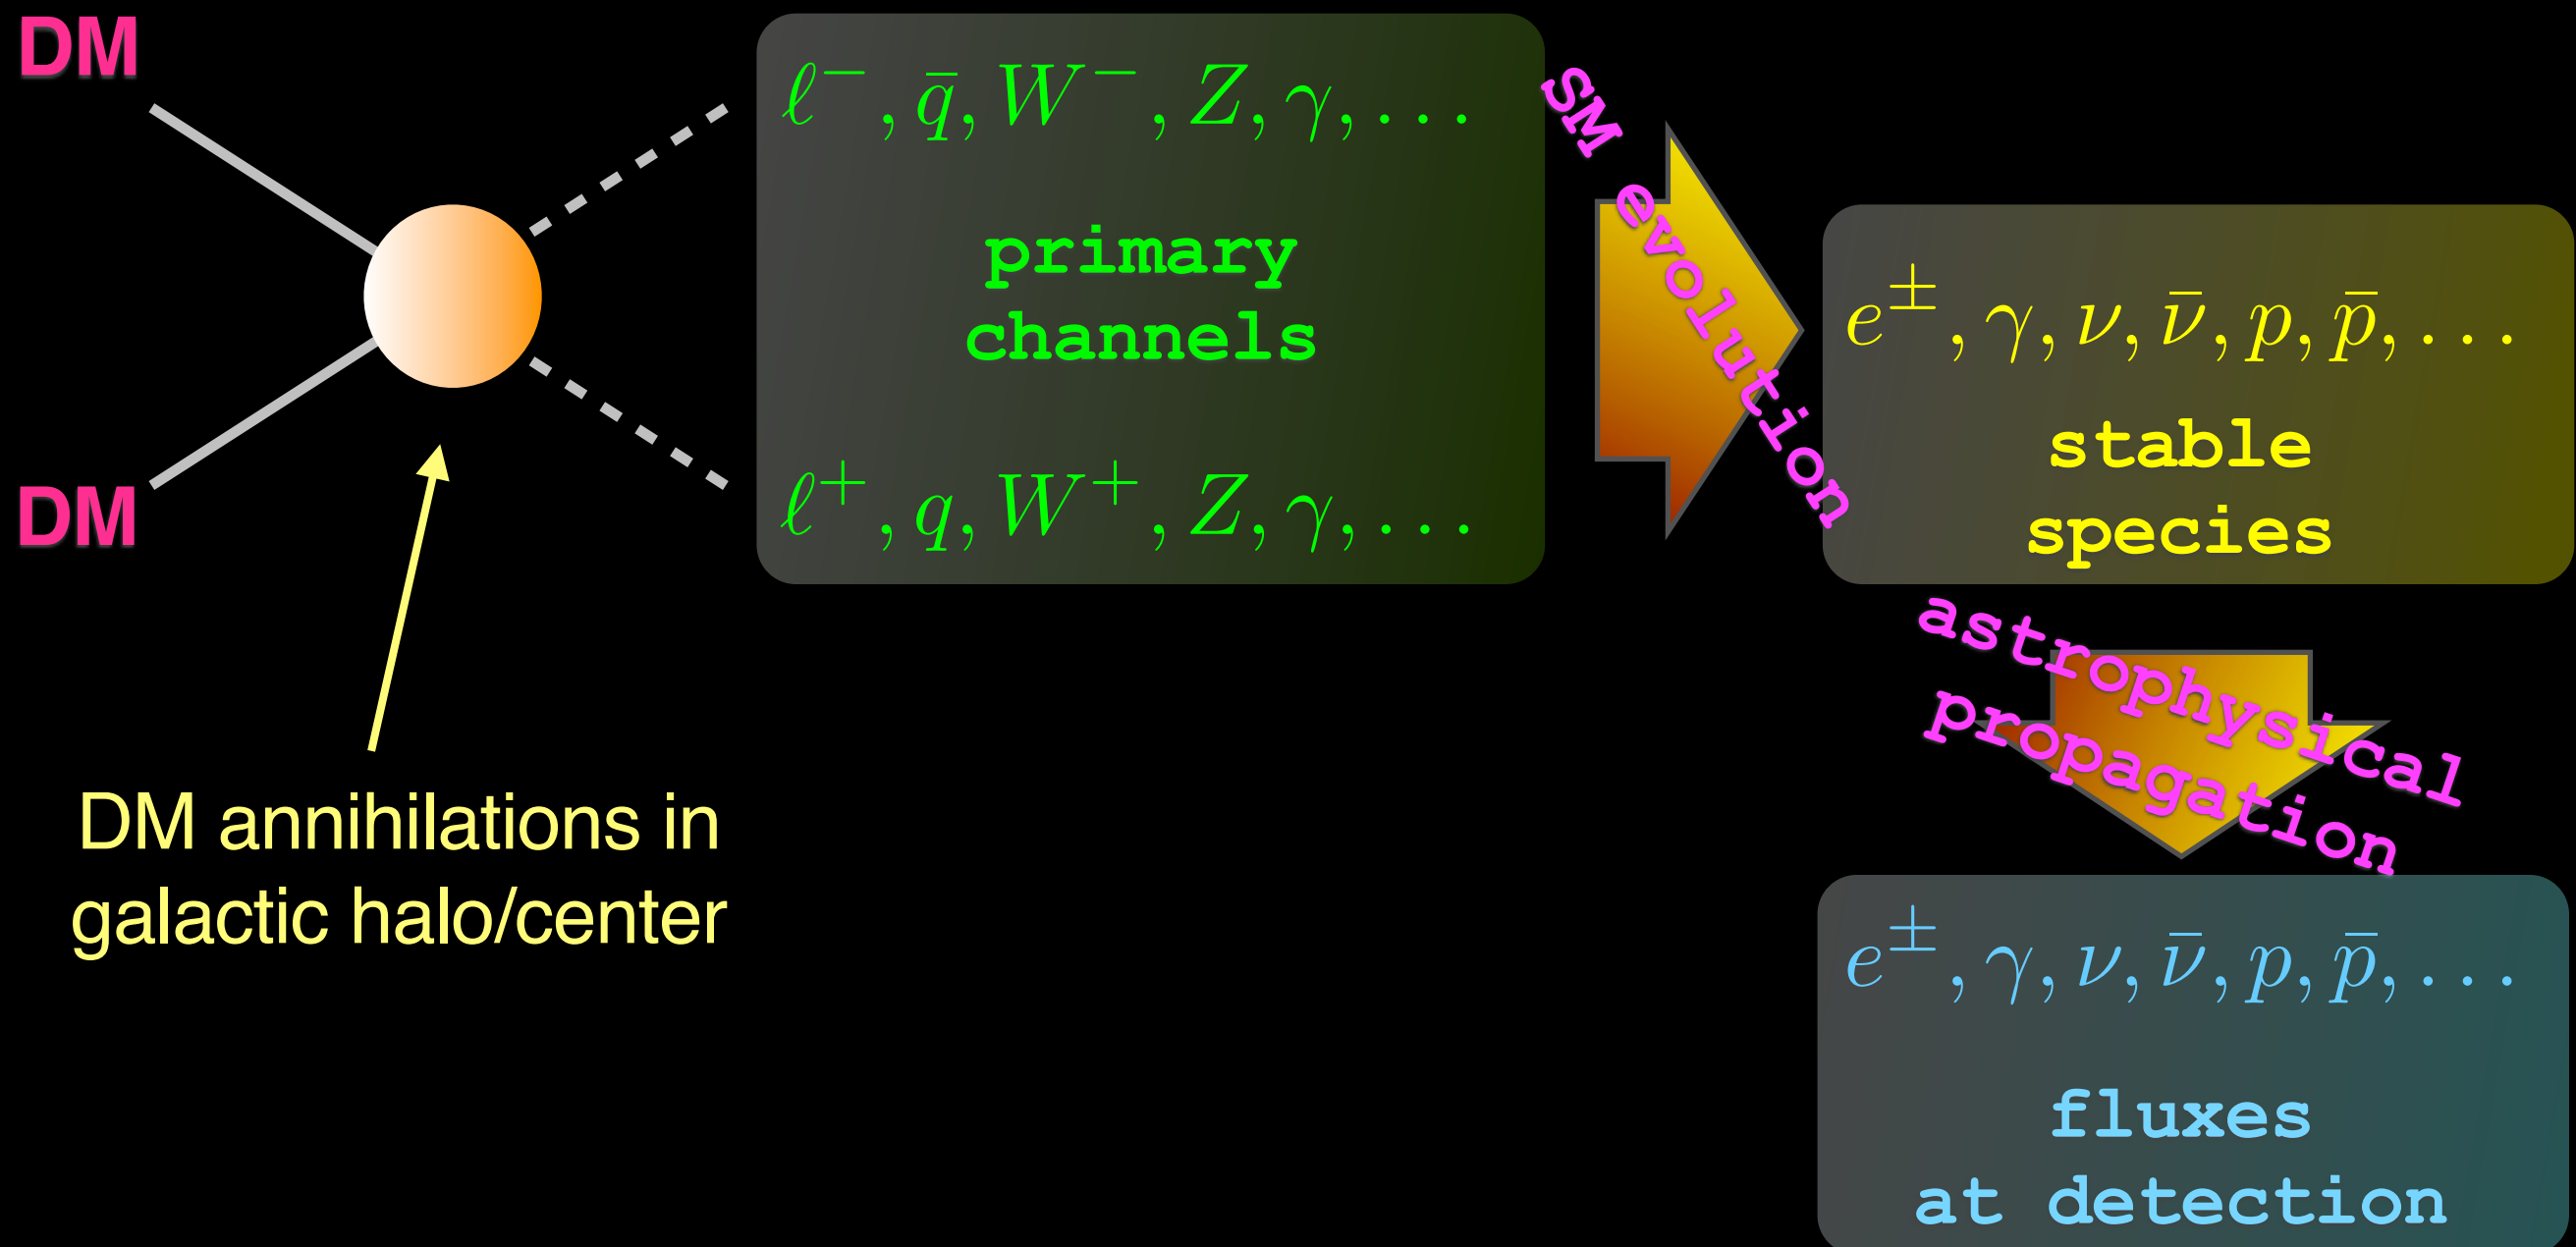 DM
ℓ⁻, q̄, W⁻, Z, γ, ...
primary
channels
ℓ⁺, q, W⁺, Z, γ, ...
DM
SM evolution
e±, γ, ν, ν̄, p, p̄, ...
stable
species
astrophysical
propagation
DM annihilations in
galactic halo/center
e±, γ, ν, ν̄, p, p̄, ...
fluxes
at detection